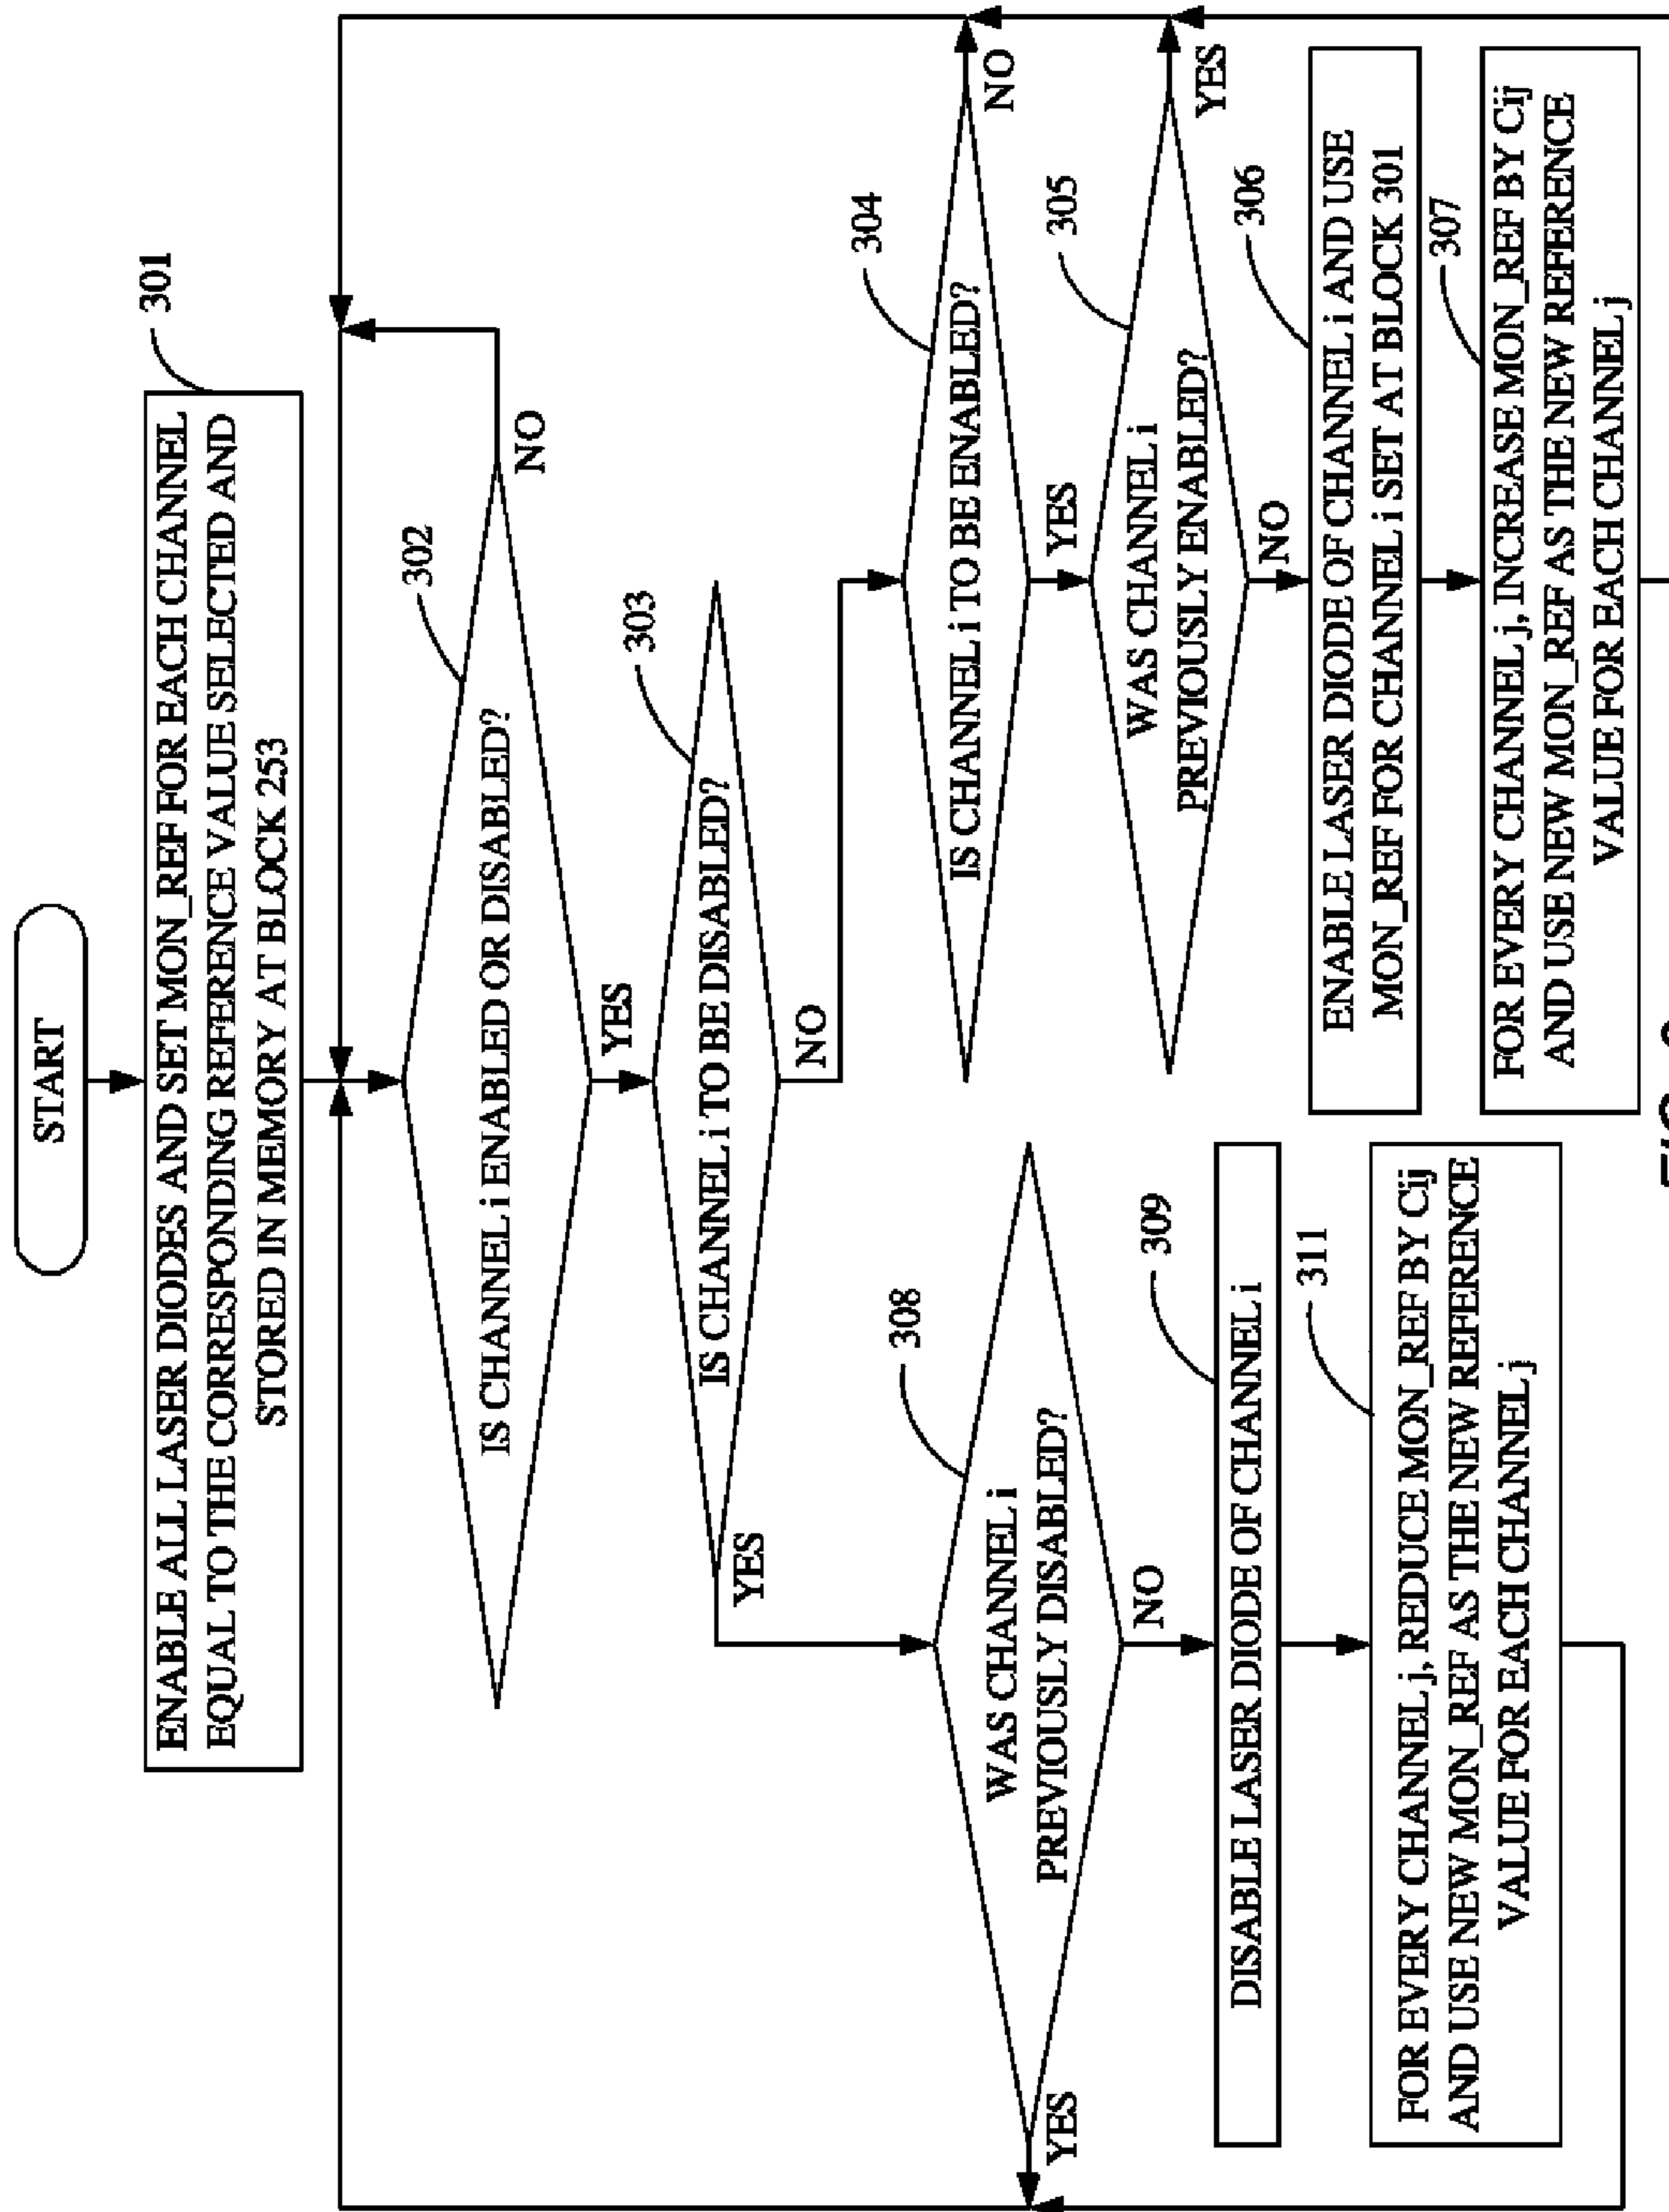 START
301
ENABLE ALL LASER DIODES AND SET MON_REF FOR EACH CHANNEL
EQUAL TO THE CORRESPONDING REFERENCE VALUE SELECTED AND
STORED IN MEMORY AT BLOCK 253
302
IS CHANNEL i ENABLED OR DISABLED?
NO
YES
303
IS CHANNEL i TO BE DISABLED?
YES
NO
304
IS CHANNEL i TO BE ENABLED?
NO
YES
305
WAS CHANNEL i
PREVIOUSLY ENABLED?
YES
NO
306
ENABLE LASER DIODE OF CHANNEL i AND USE
MON_REF FOR CHANNEL i SET AT BLOCK 301
307
FOR EVERY CHANNEL j, INCREASE MON_REF BY Cij
AND USE NEW MON_REF AS THE NEW REFERENCE
VALUE FOR EACH CHANNEL j
308
WAS CHANNEL i
PREVIOUSLY DISABLED?
YES
NO
309
DISABLE LASER DIODE OF CHANNEL i
311
FOR EVERY CHANNEL j, REDUCE MON_REF BY Cij
AND USE NEW MON_REF AS THE NEW REFERENCE
VALUE FOR EACH CHANNEL j